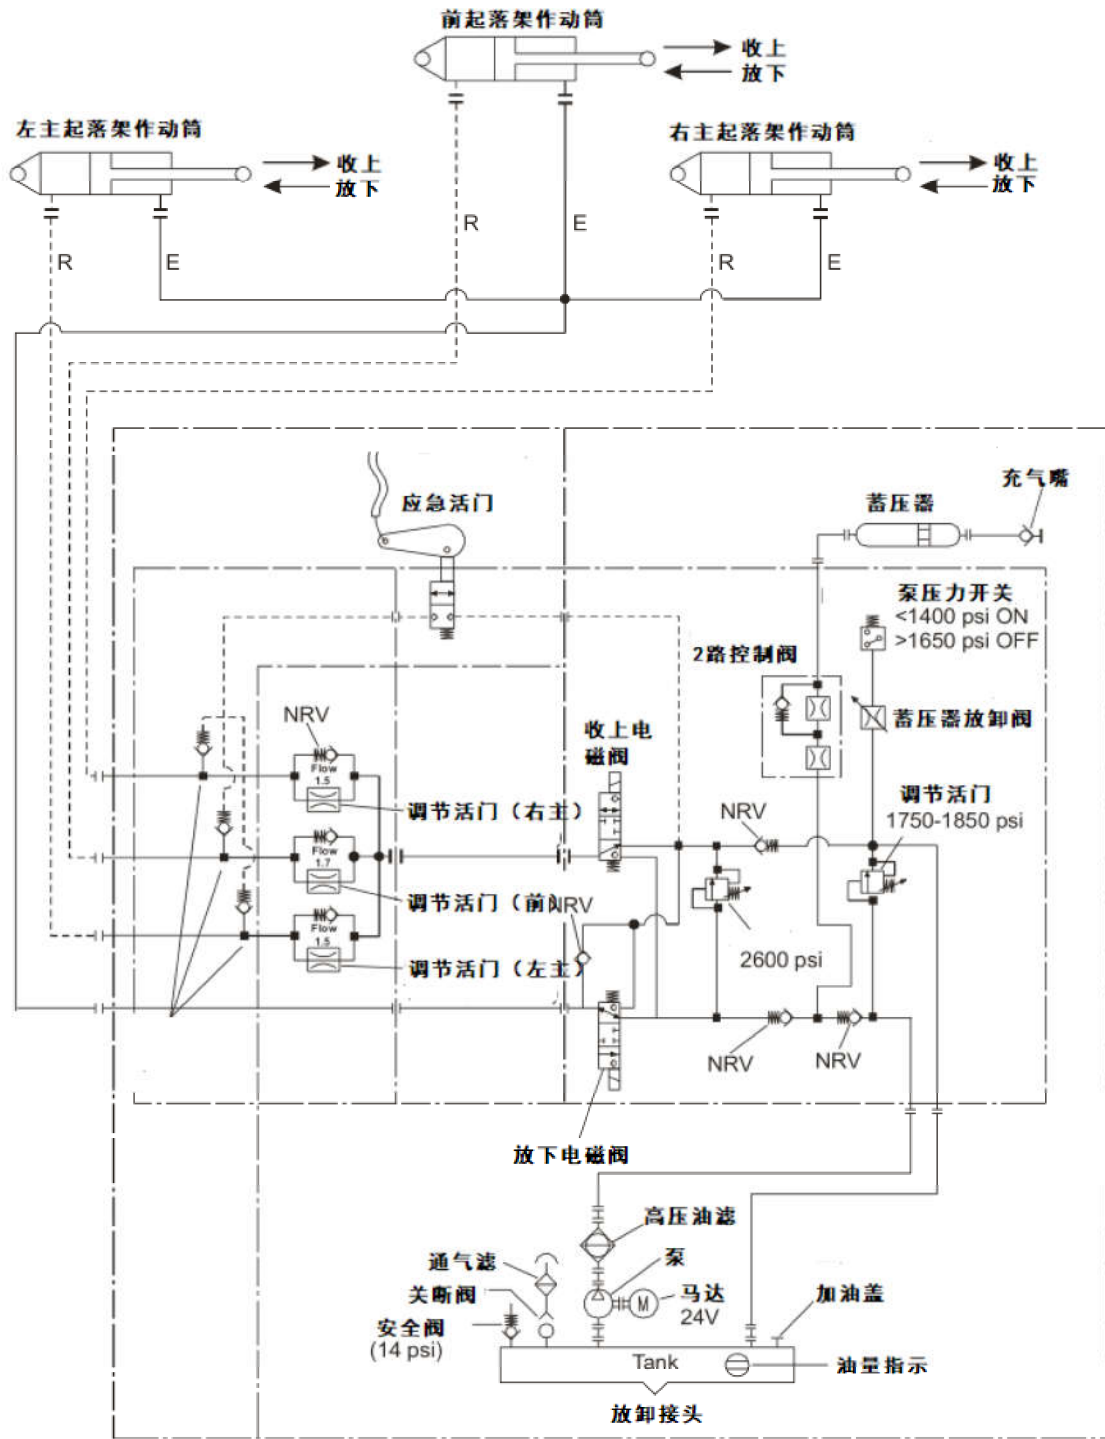 前起落架作动筒
收上
放下
左主起落架作动筒
收上
放下
右主起落架作动筒
收上
放下
R
E
R
E
R
E
应急活门
蓄压器
充气嘴
泵压力开关
<1400 psi ON
>1650 psi OFF
2路控制阀
蓄压器放卸阀
NRV
收上电
磁阀
Flow
1.5
调节活门（右主）
NRV
调节活门
1750-1850 psi
Flow
1.7
调节活门（前）
NRV
Flow
1.5
调节活门（左主）
2600 psi
NRV
NRV
放下电磁阀
高压油滤
通气滤
泵
关断阀
马达
24V
M
加油盖
安全阀
(14 psi)
Tank
油量指示
放卸接头